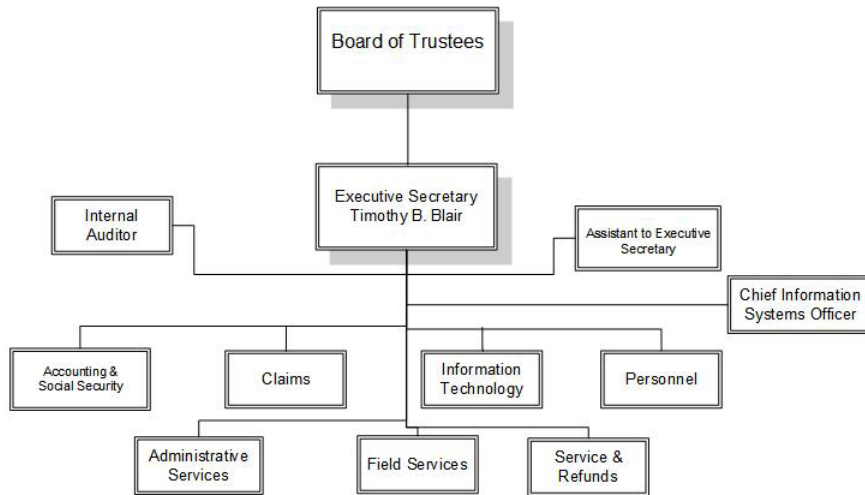 Board of Trustees
Executive Secretary
Timothy B. Blair
Internal
Auditor
Assistant to Executive
Secretary
Chief Information
Systems Officer
Accounting &
Social Security
Claims
Information
Technology
Personnel
Administrative
Services
Field Services
Service &
Refunds